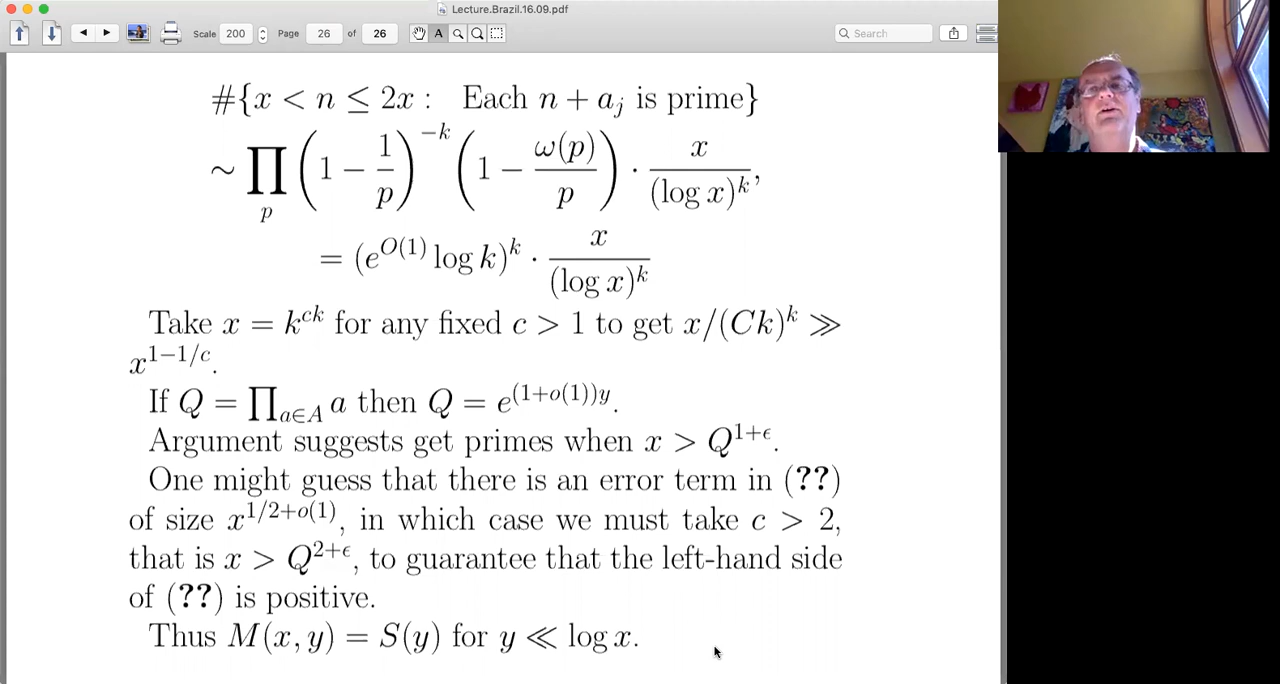 Lecture.Brazil.16.09.pdf
Scale 200 Page 26 of 26 A Search
#{x < n ≤ 2x : Each n + a_j is prime}
∼ ∏_p (1 − 1/p)^{−k} (1 − ω(p)/p) · x/(log x)^k,
= (e^{O(1)} log k)^k · x/(log x)^k
Take x = k^{ck} for any fixed c > 1 to get x/(Ck)^k ≫
x^{1−1/c}.
If Q = ∏_{a∈A} a then Q = e^{(1+o(1))y}.
Argument suggests get primes when x > Q^{1+ϵ}.
One might guess that there is an error term in (??)
of size x^{1/2+o(1)}, in which case we must take c > 2,
that is x > Q^{2+ϵ}, to guarantee that the left-hand side
of (??) is positive.
Thus M(x, y) = S(y) for y ≪ log x.